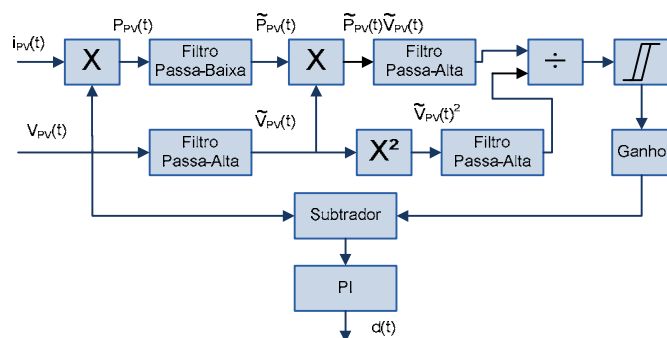 i_PV(t)
P_PV(t)
P̃_PV(t)
P̃_PV(t)Ṽ_PV(t)
X
Filtro
Passa-Baixa
X
Filtro
Passa-Alta
÷
V_PV(t)
Ṽ_PV(t)
Ṽ_PV(t)²
Filtro
Passa-Alta
X²
Filtro
Passa-Alta
Ganho
Subtrador
PI
d(t)